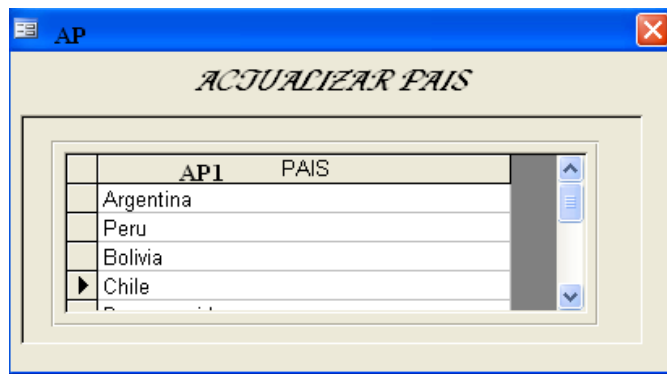 AP
ACTUALIZAR PAIS
AP1 PAIS
Argentina
Peru
Bolivia
Chile